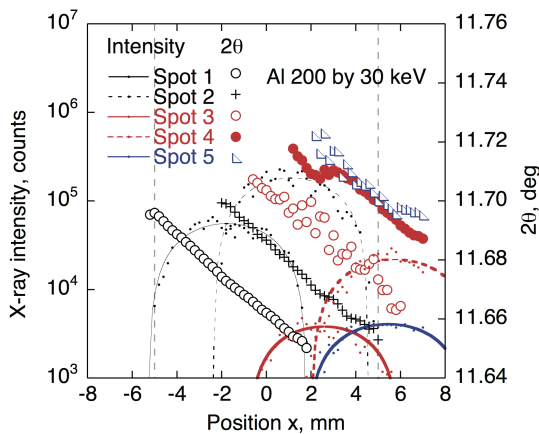 10⁷
10⁶
10⁵
10⁴
10³
X-ray intensity, counts
Intensity 2θ
Spot 1
Spot 2
Spot 3
Spot 4
Spot 5
Al 200 by 30 keV
11.76
11.74
11.72
11.70
11.68
11.66
11.64
2θ, deg
-8 -6 -4 -2 0 2 4 6 8
Position x, mm